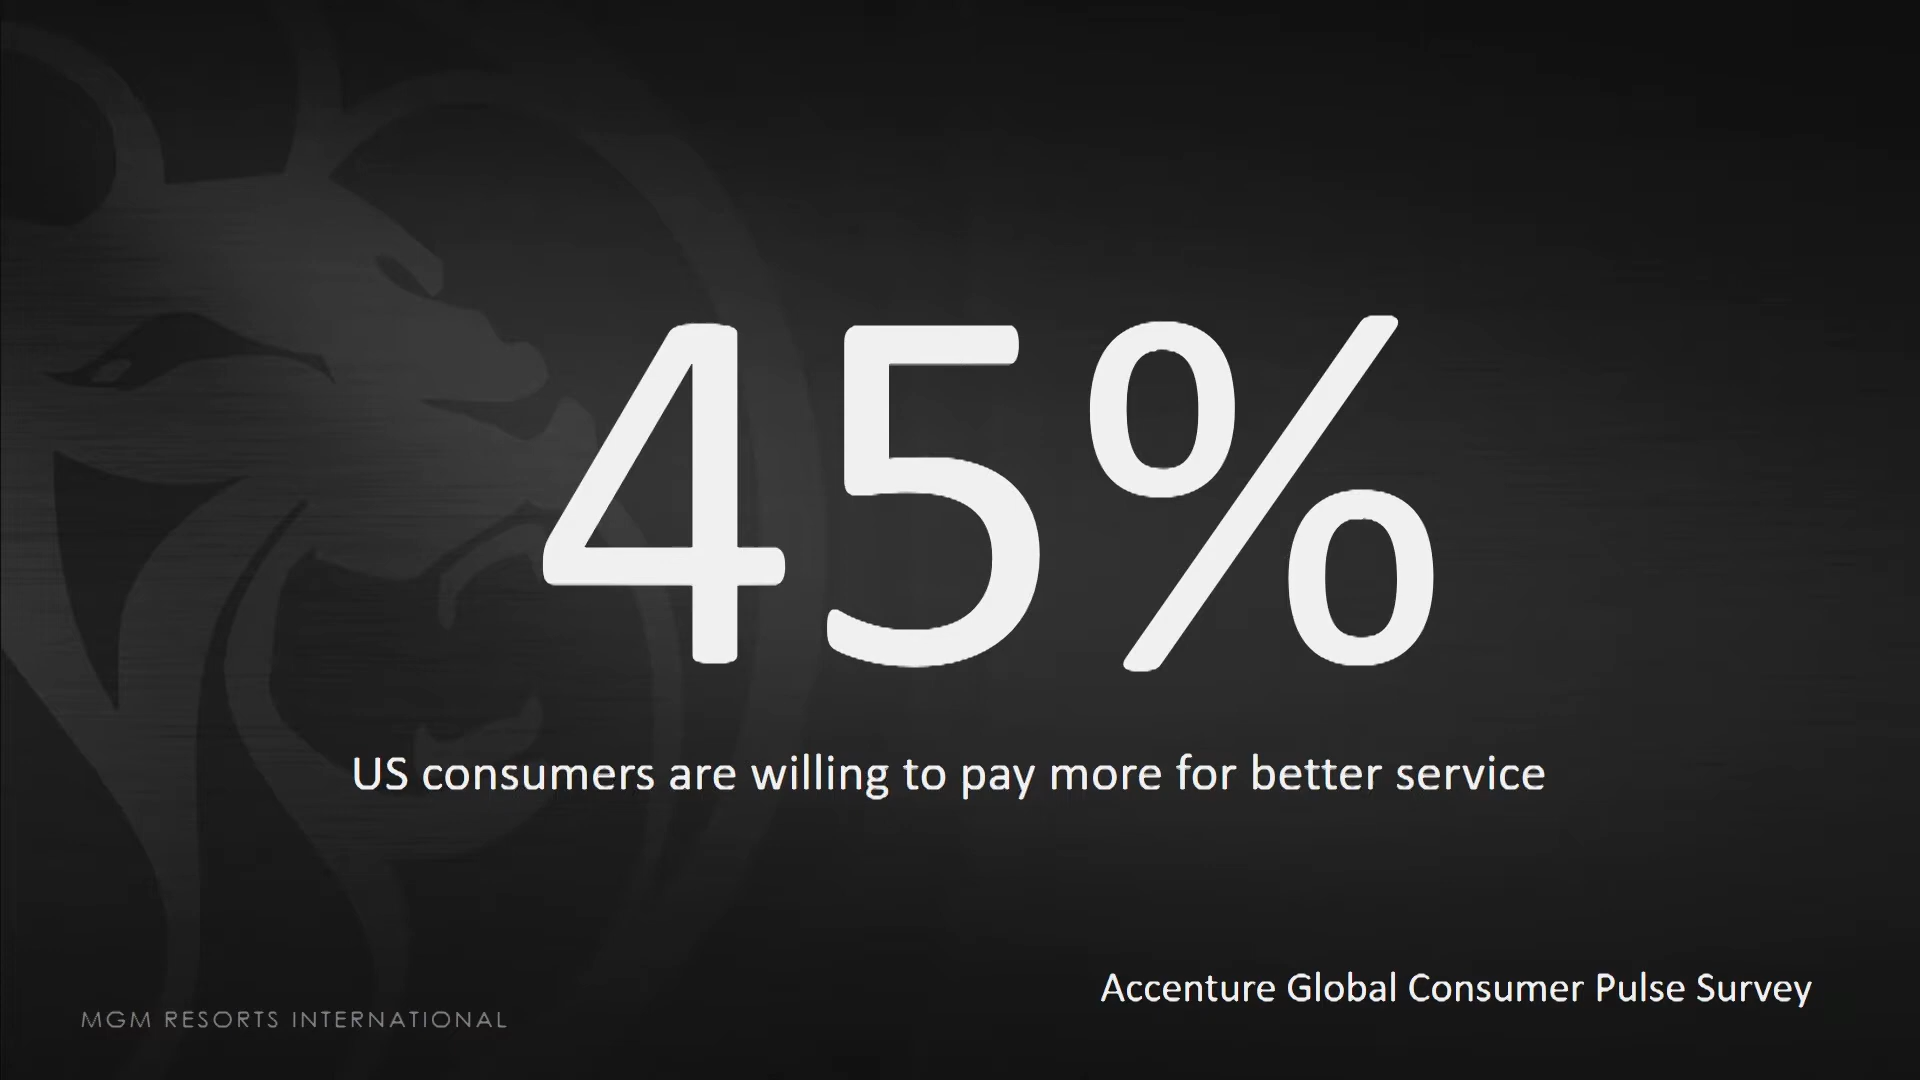 45%
US consumers are willing to pay more for better service
Accenture Global Consumer Pulse Survey
MGM RESORTS INTERNATIONAL